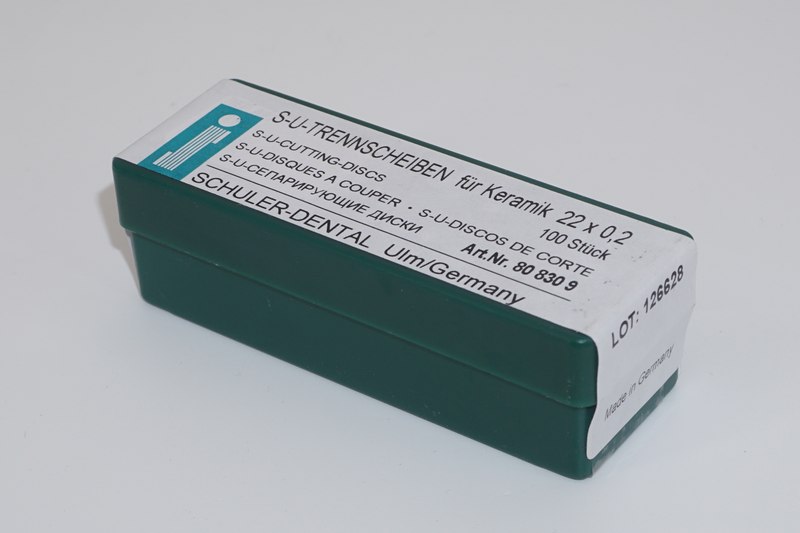 S-U-TRENNSCHEIBEN für Keramik 22 x 0,2
S-U-CUTTING-DISCS
100 Stück
S-U-DISQUES A COUPER · S-U-DISCOS DE CORTE
S-U-СЕПАРИРУЮЩИЕ ДИСКИ
Art.Nr. 80 830 9
SCHULER-DENTAL Ulm/Germany
LOT: 126628
Made in Germany